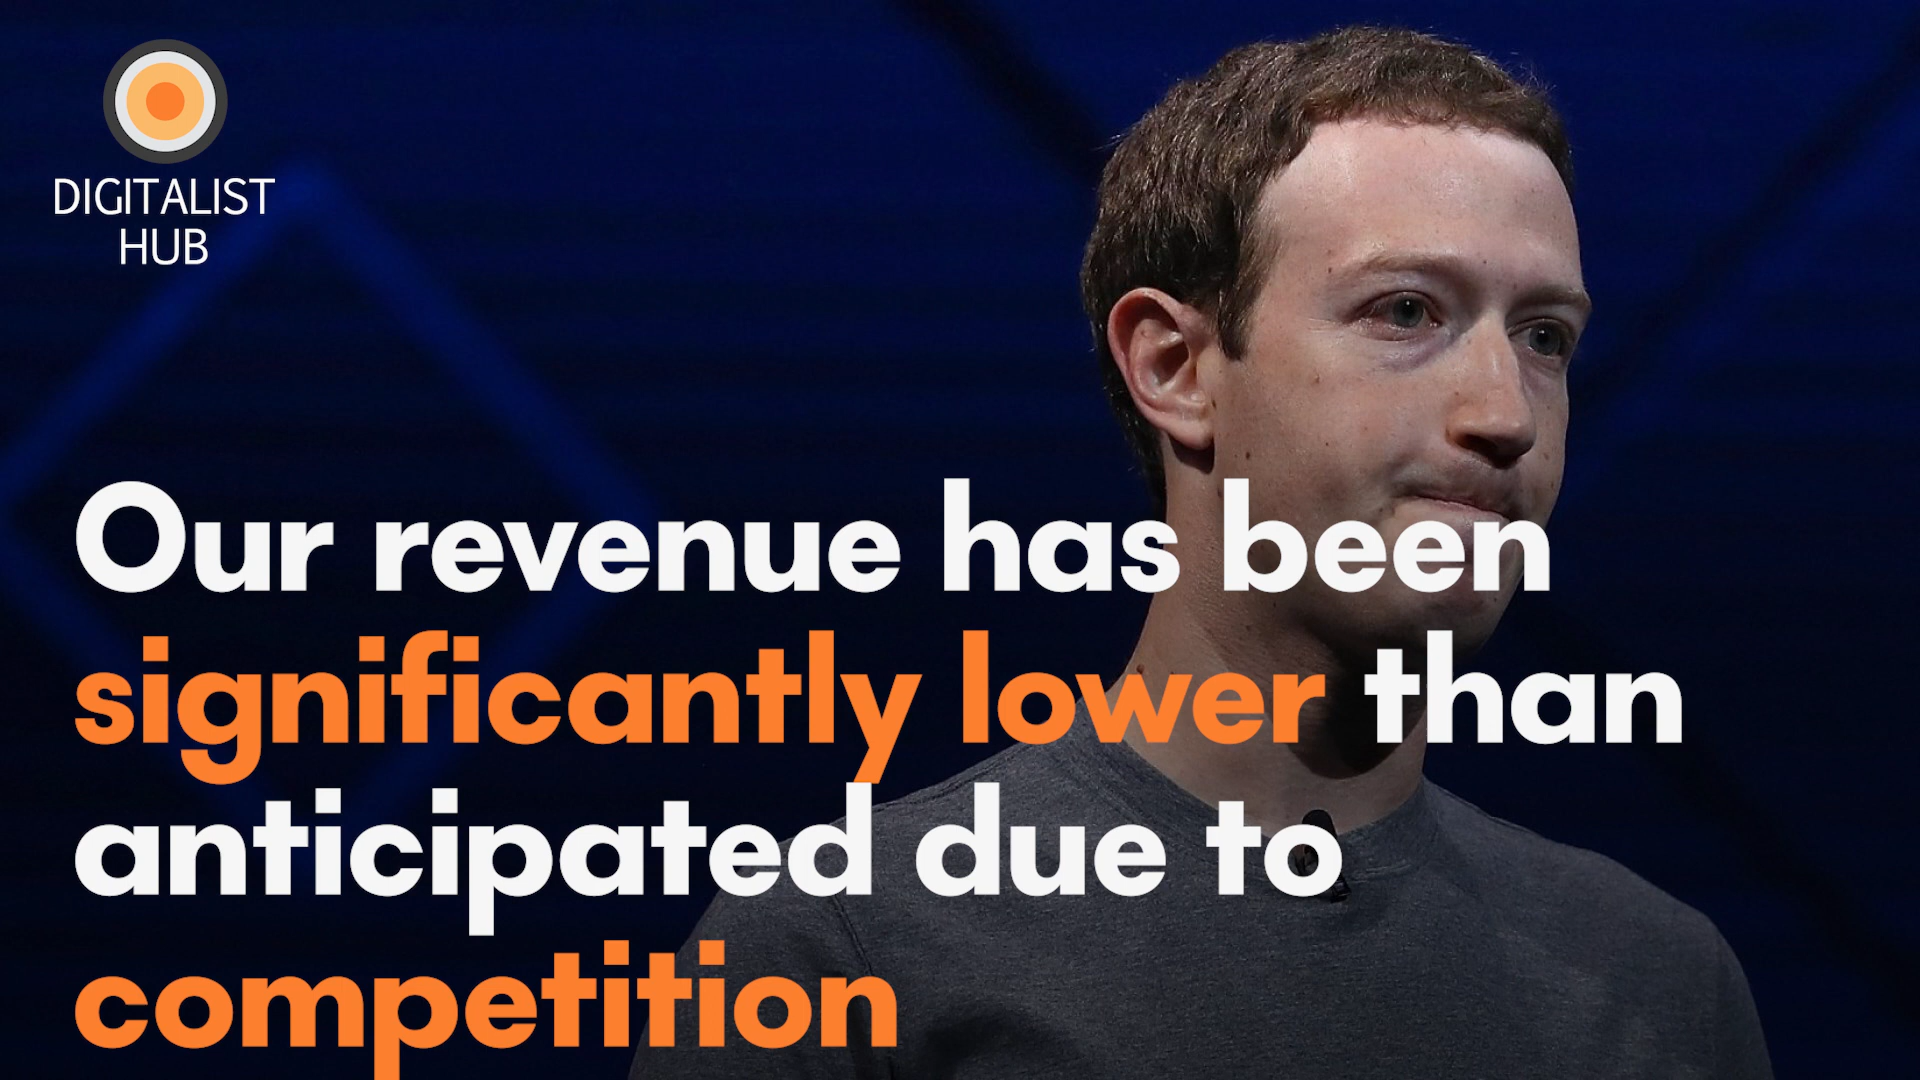 DIGITALIST
HUB
Our revenue has been
significantly lower than
anticipated due to
competition